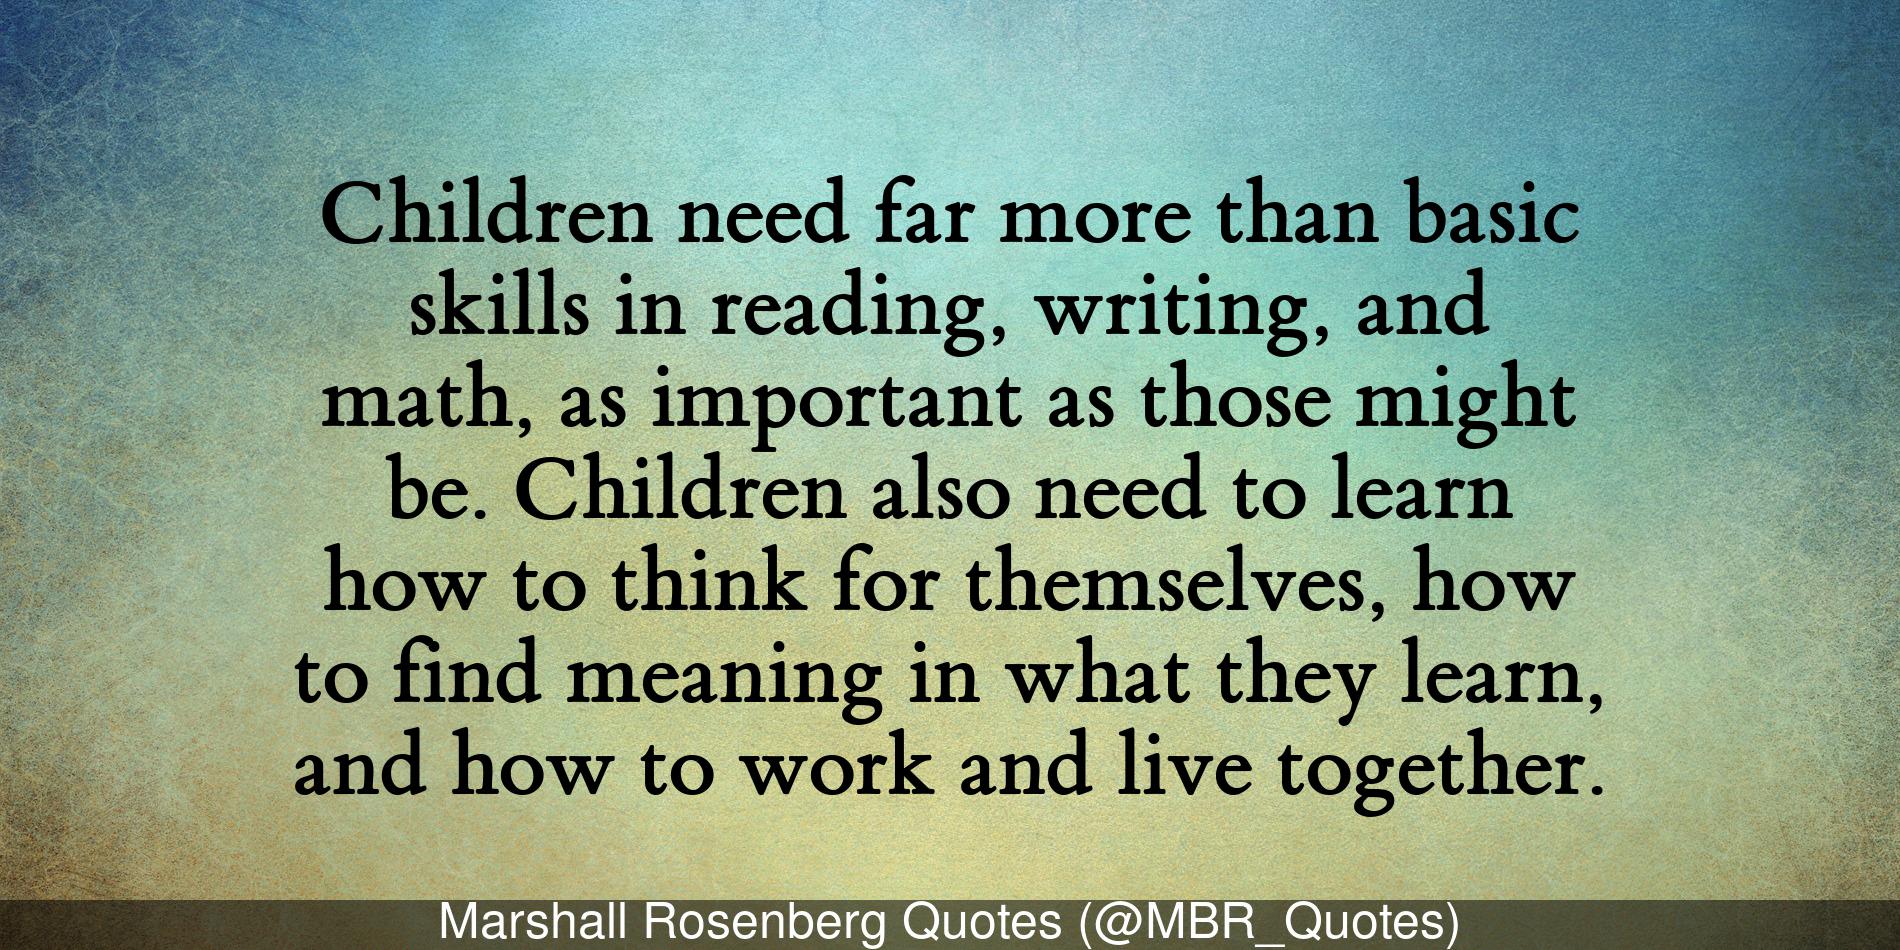 Children need far more than basic
skills in reading, writing, and
math, as important as those might
be. Children also need to learn
how to think for themselves, how
to find meaning in what they learn,
and how to work and live together.
Marshall Rosenberg Quotes (@MBR_Quotes)